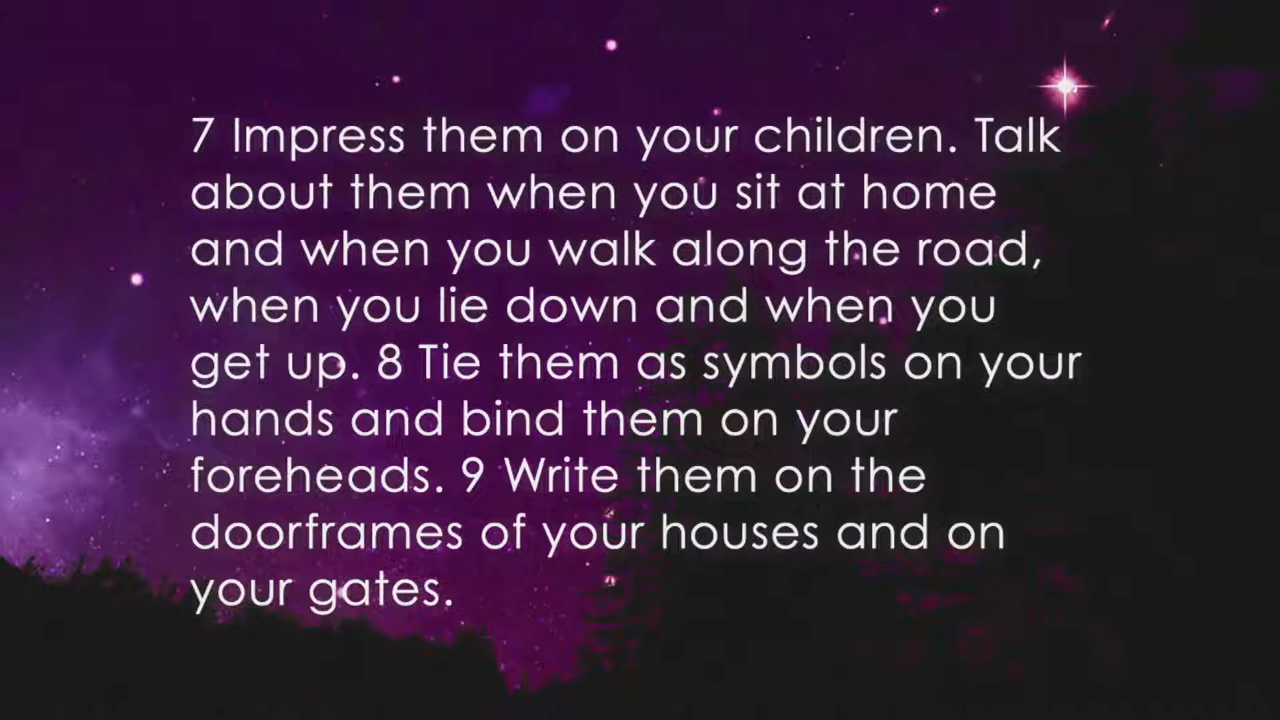 7 Impress them on your children. Talk
about them when you sit at home
and when you walk along the road,
when you lie down and when you
get up. 8 Tie them as symbols on your
hands and bind them on your
foreheads. 9 Write them on the
doorframes of your houses and on
your gates.